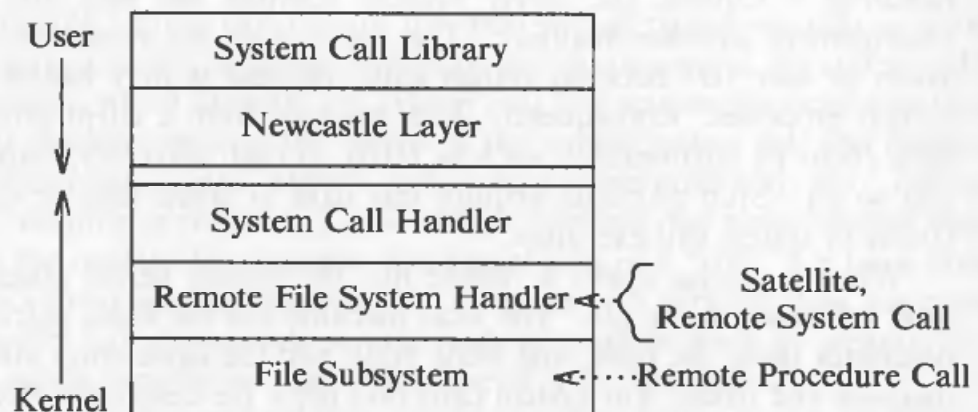 User
System Call Library
Newcastle Layer
System Call Handler
Remote File System Handler
Satellite,
Remote System Call
File Subsystem
Remote Procedure Call
Kernel